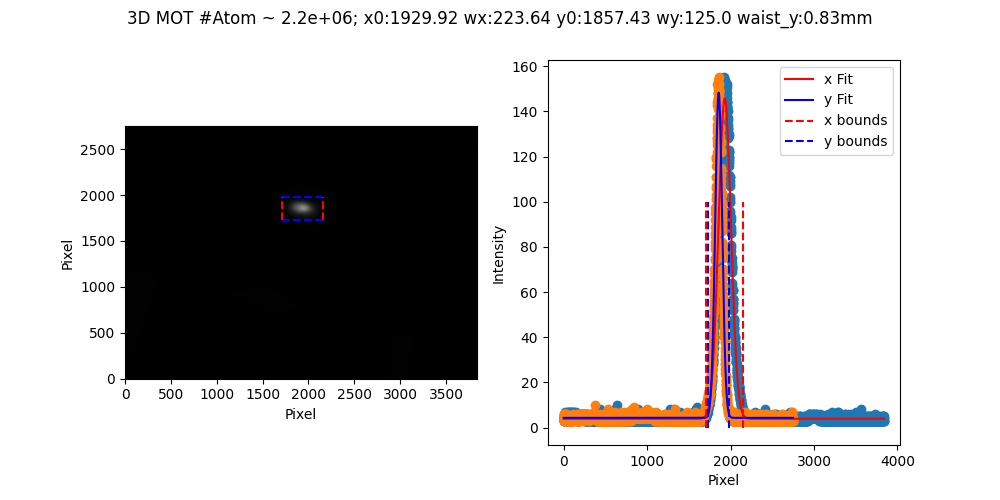 3D MOT #Atom ~ 2.2e+06; x0:1929.92 wx:223.64 y0:1857.43 wy:125.0 waist_y:0.83mm
Pixel
2500
2000
1500
1000
500
0
0 500 1000 1500 2000 2500 3000 3500
Pixel
Intensity
160
140
120
100
80
60
40
20
0
0 1000 2000 3000 4000
Pixel
x Fit
y Fit
x bounds
y bounds